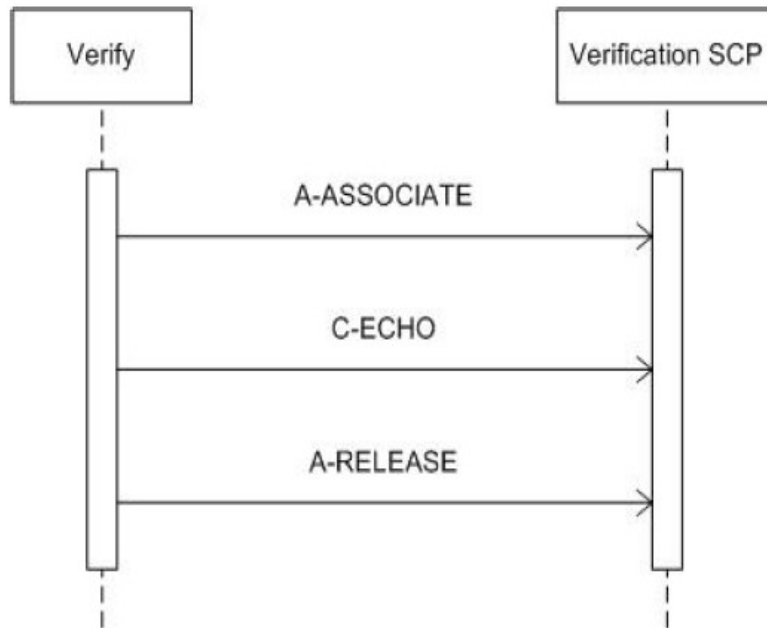 Verify
Verification SCP
A-ASSOCIATE
C-ECHO
A-RELEASE